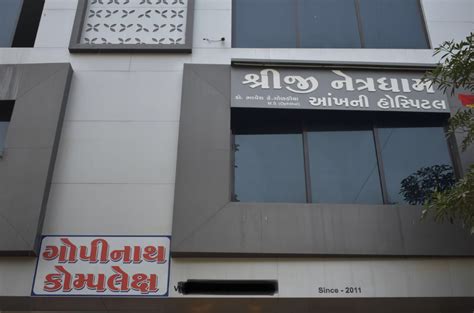 શ્રીજી નેત્રધામ
આંખની હોસ્પિટલ
ગોપીનાથ
કોમ્પલેક્ષ
Since - 2011